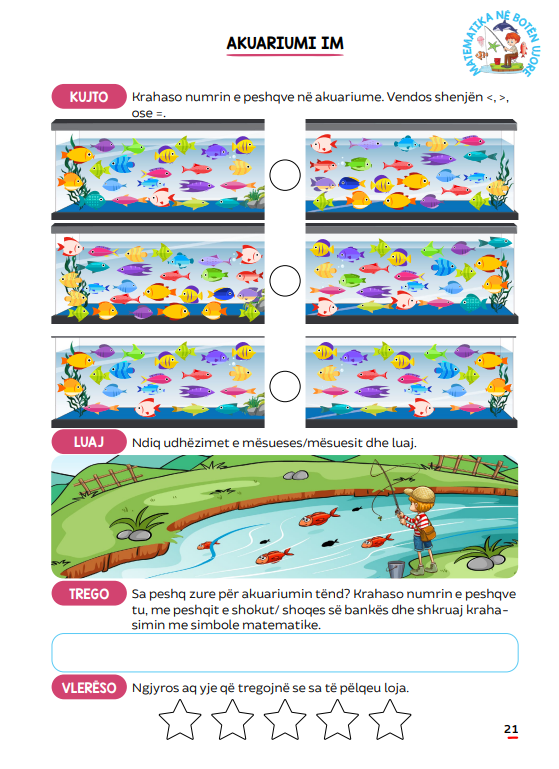 MATEMATIKA NË BOTËN UJORE
AKUARIUMI IM
KUJTO
Krahaso numrin e peshqve në akuariume. Vendos shenjën <, >,
ose =.
LUAJ
Ndiq udhëzimet e mësueses/mësuesit dhe luaj.
TREGO
Sa peshq zure për akuariumin tënd? Krahaso numrin e peshqve
tu, me peshqit e shokut/ shoqes së bankës dhe shkruaj kraha-
simin me simbole matematike.
VLERËSO
Ngjyros aq yje që tregojnë se sa të pëlqeu loja.
21